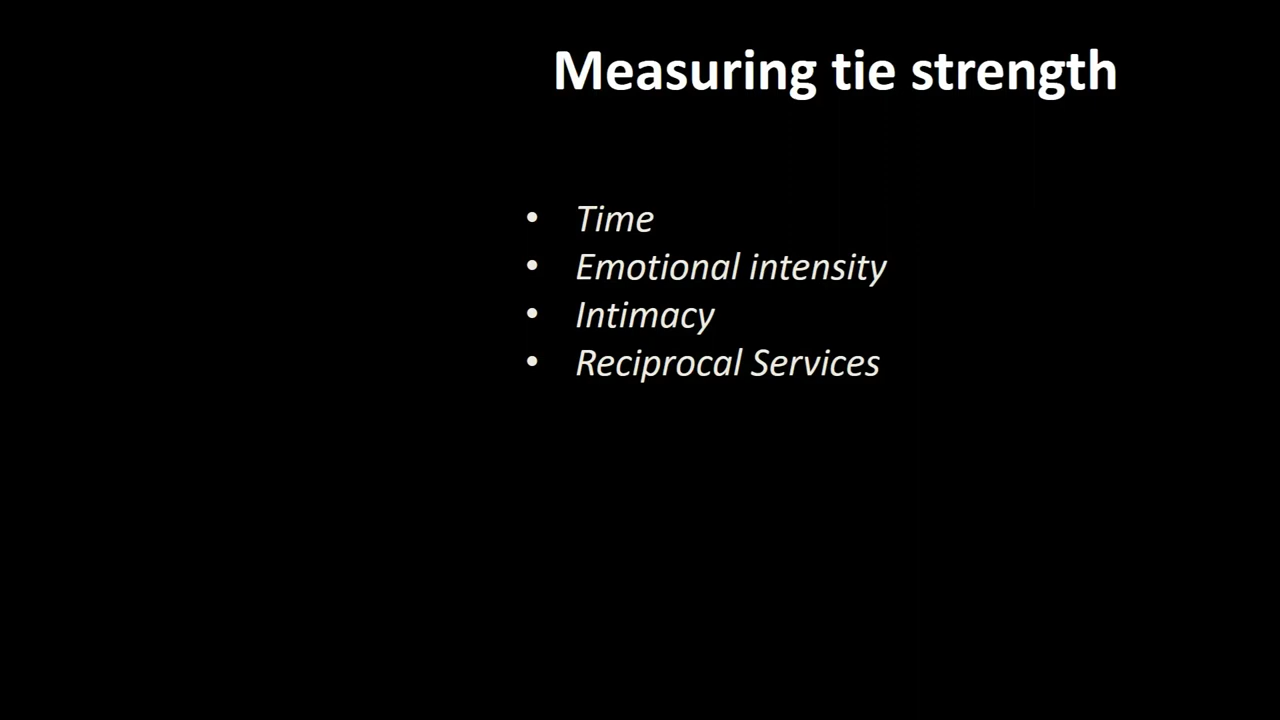 Measuring tie strength
• Time
• Emotional intensity
• Intimacy
• Reciprocal Services